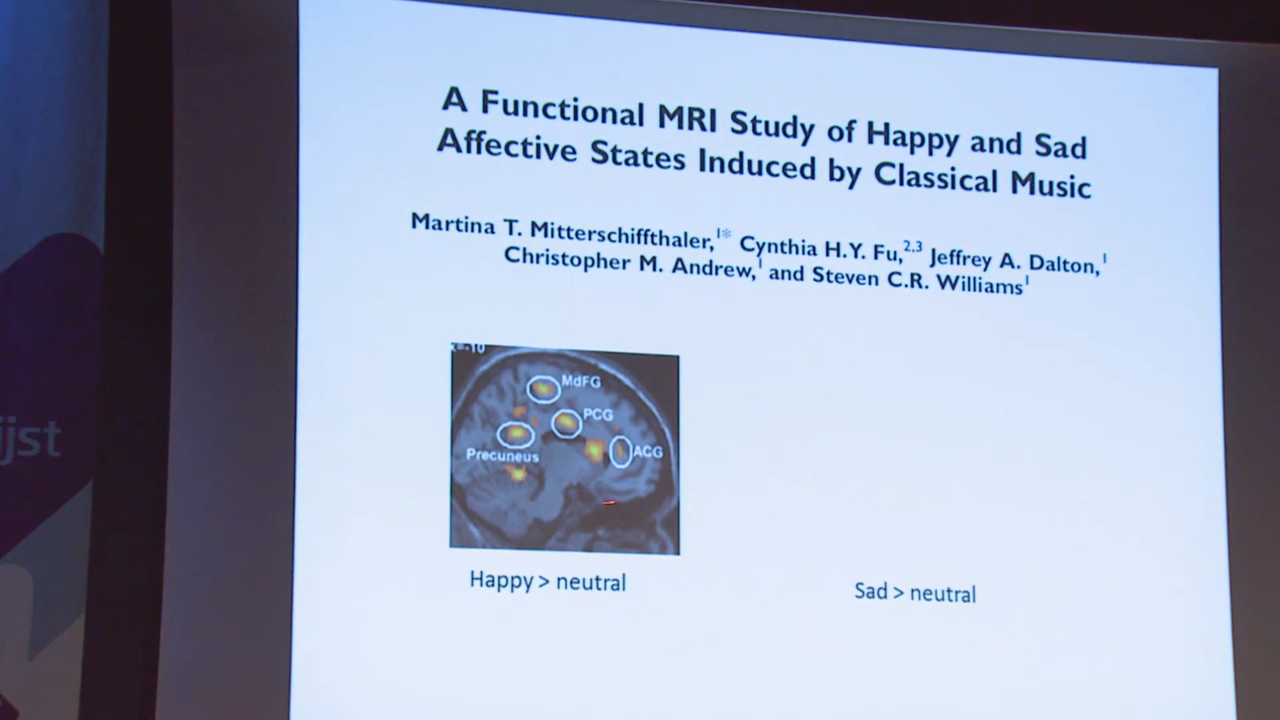 A Functional MRI Study of Happy and Sad
Affective States Induced by Classical Music
Martina T. Mitterschiffthaler,¹* Cynthia H.Y. Fu,²,³ Jeffrey A. Dalton,¹
Christopher M. Andrew,¹ and Steven C.R. Williams¹
MdFG
PCG
ACG
Precuneus
Happy > neutral
Sad > neutral
ijst